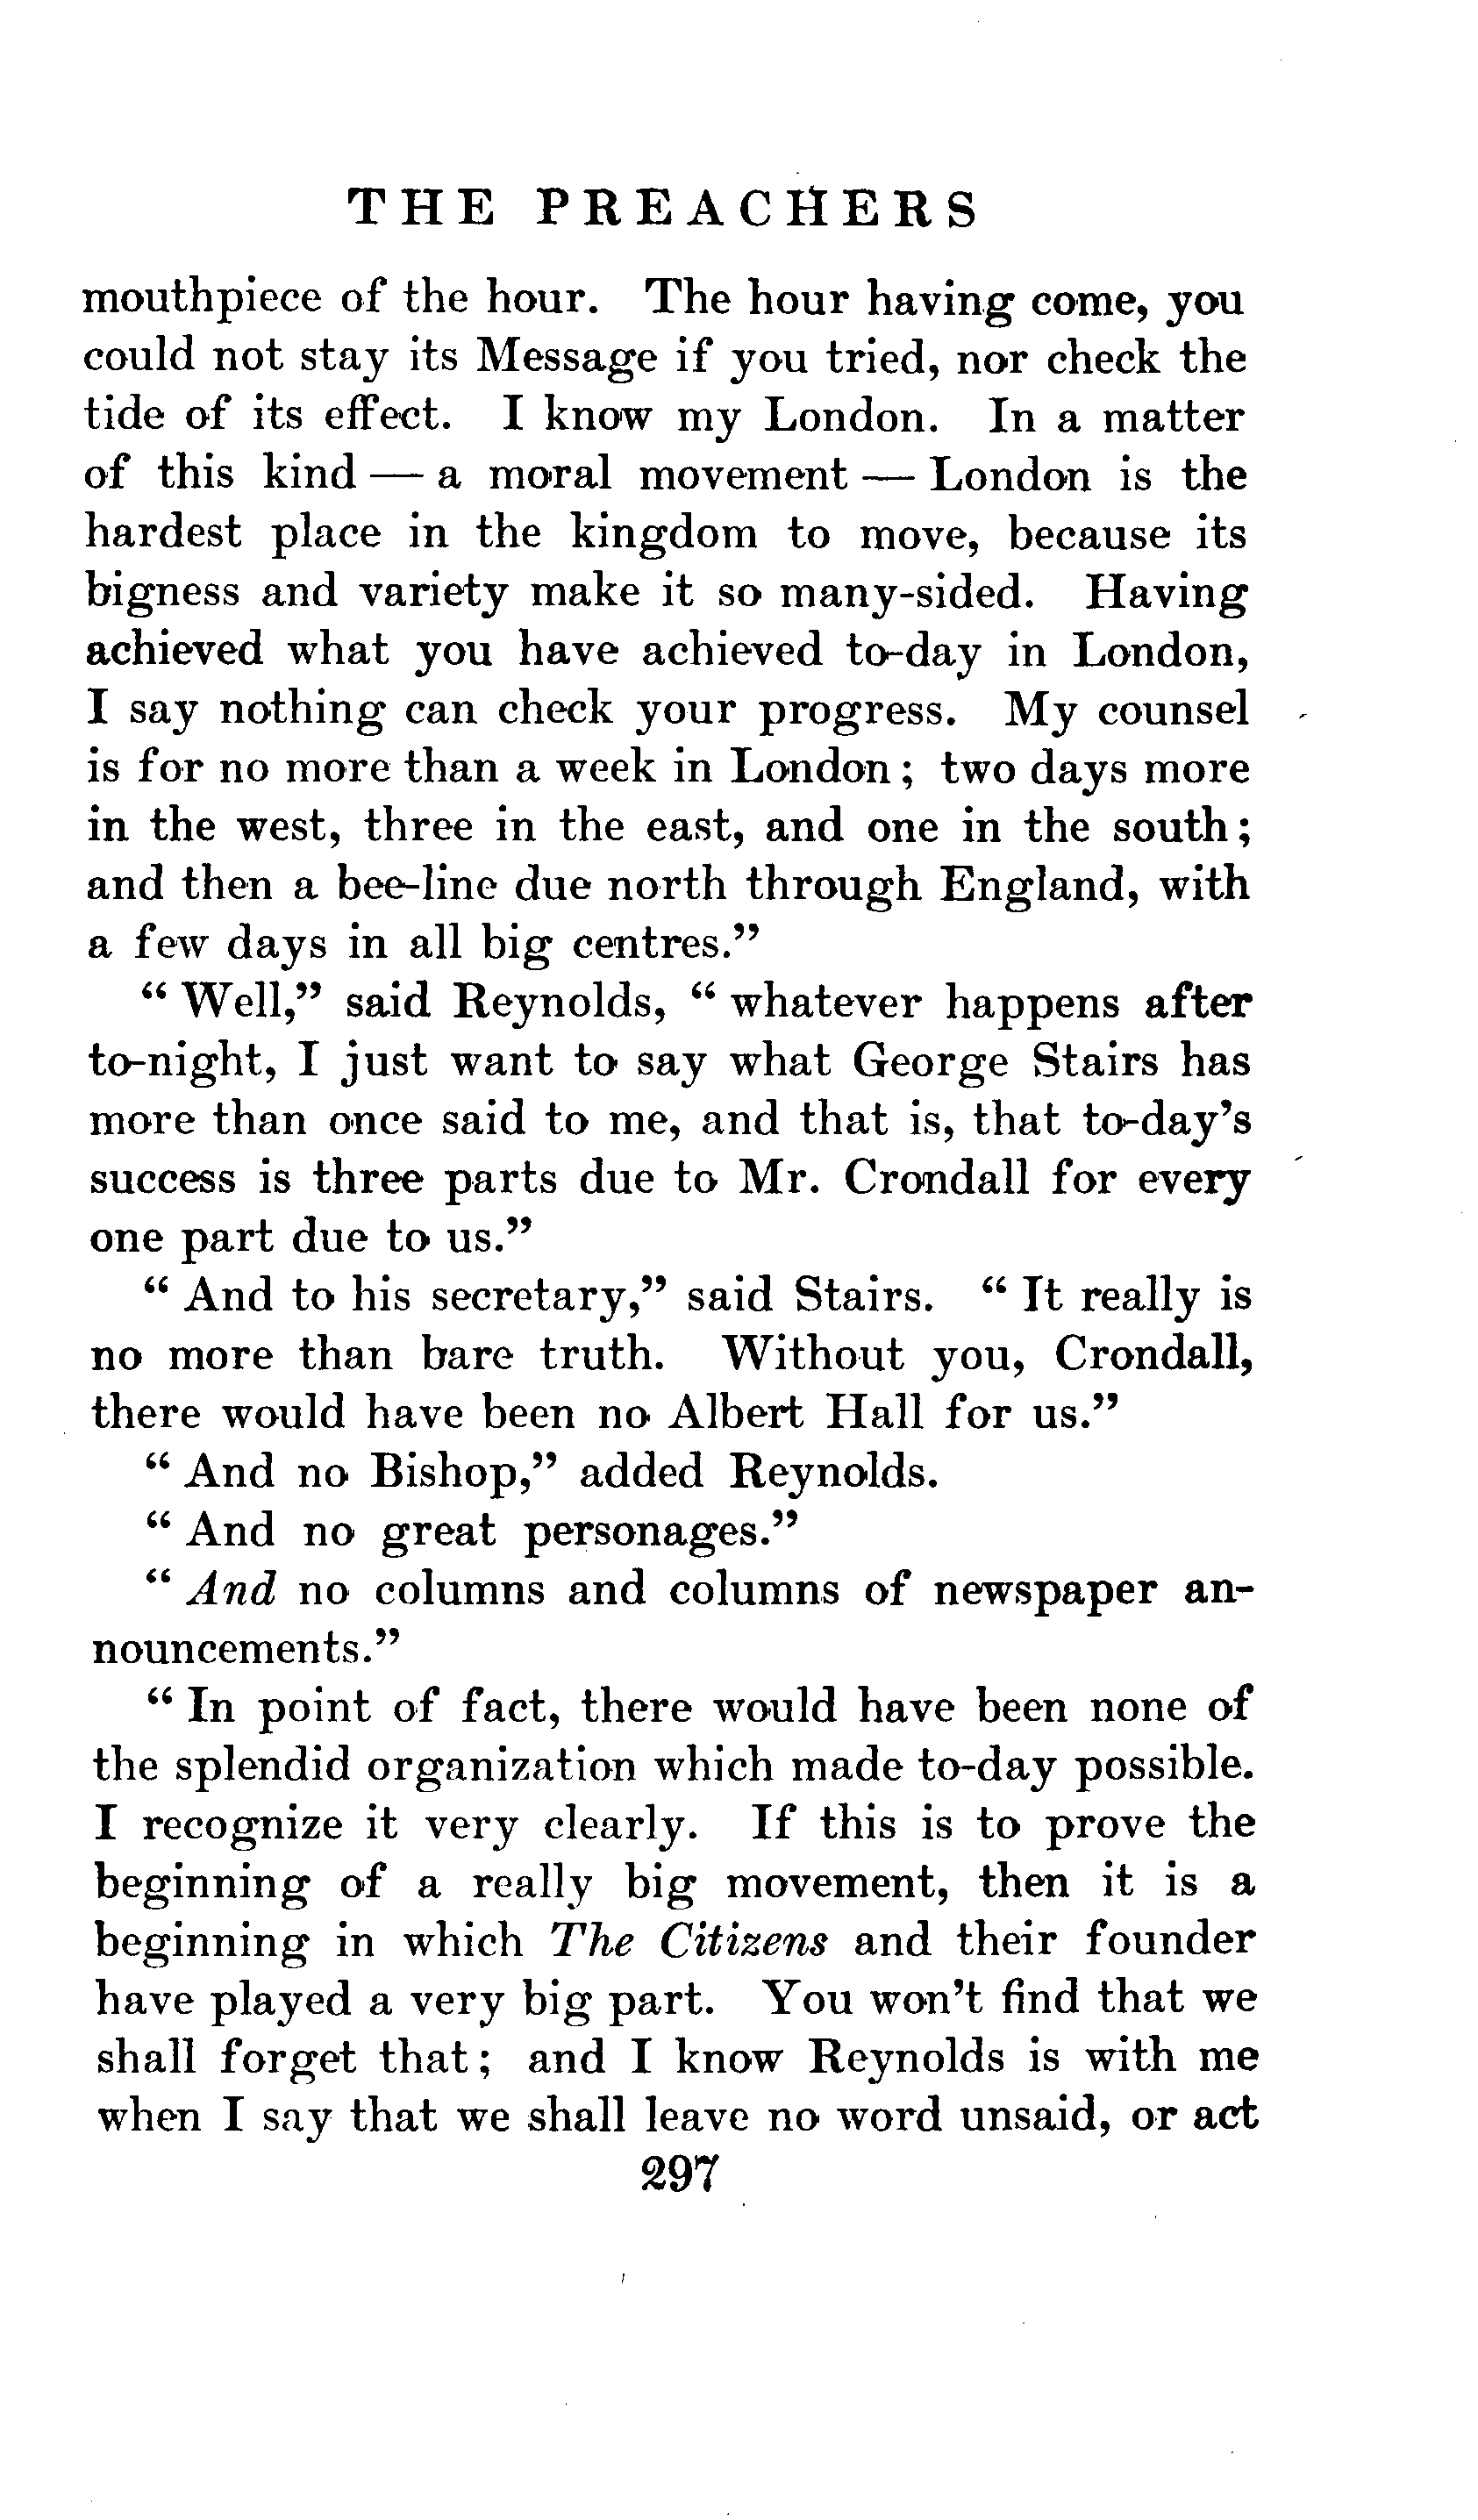 THE PREACHERS
mouthpiece of the hour. The hour having come, you
could not stay its Message if you tried, nor check the
tide of its effect. I know my London. In a matter
of this kind — a moral movement — London is the
hardest place in the kingdom to move, because its
bigness and variety make it so many-sided. Having
achieved what you have achieved to-day in London,
I say nothing can check your progress. My counsel
is for no more than a week in London; two days more
in the west, three in the east, and one in the south;
and then a bee-line due north through England, with
a few days in all big centres."
"Well," said Reynolds, "whatever happens after
to-night, I just want to say what George Stairs has
more than once said to me, and that is, that to-day's
success is three parts due to Mr. Crondall for every
one part due to us."
"And to his secretary," said Stairs. "It really is
no more than bare truth. Without you, Crondall,
there would have been no Albert Hall for us."
"And no Bishop," added Reynolds.
"And no great personages."
"And no columns and columns of newspaper an-
nouncements."
"In point of fact, there would have been none of
the splendid organization which made to-day possible.
I recognize it very clearly. If this is to prove the
beginning of a really big movement, then it is a
beginning in which The Citizens and their founder
have played a very big part. You won't find that we
shall forget that; and I know Reynolds is with me
when I say that we shall leave no word unsaid, or act
297